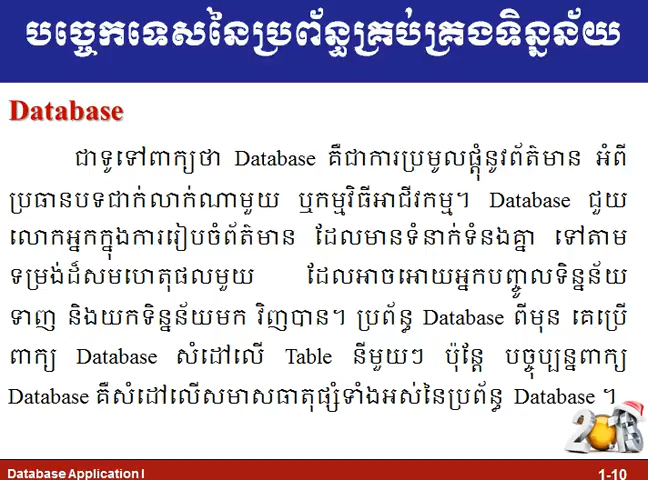 បច្ចេកទេសនៃប្រព័ន្ធគ្រប់គ្រងទិន្នន័យ
Database
ជាទូទៅពាក្យថា Database គឺជាការប្រមូលផ្តុំនូវព័ត៌មាន អំពី
ប្រធានបទជាក់លាក់ណាមួយ ឬកម្មវិធីអាជីវកម្ម។ Database ជួយ
លោកអ្នកក្នុងការរៀបចំព័ត៌មាន ដែលមានទំនាក់ទំនងគ្នា ទៅតាម
ទម្រង់ដ៏សមហេតុផលមួយ ដែលអាចអោយអ្នកបញ្ចូលទិន្នន័យ
ទាញ និងយកទិន្នន័យមក វិញបាន។ ប្រព័ន្ធ Database ពីមុន គេប្រើ
ពាក្យ Database សំដៅលើ Table នីមួយៗ ប៉ុន្តែ បច្ចុប្បន្នពាក្យ
Database គឺសំដៅលើសមាសធាតុផ្សំទាំងអស់នៃប្រព័ន្ធ Database ។
2018
Database Application I
1-10